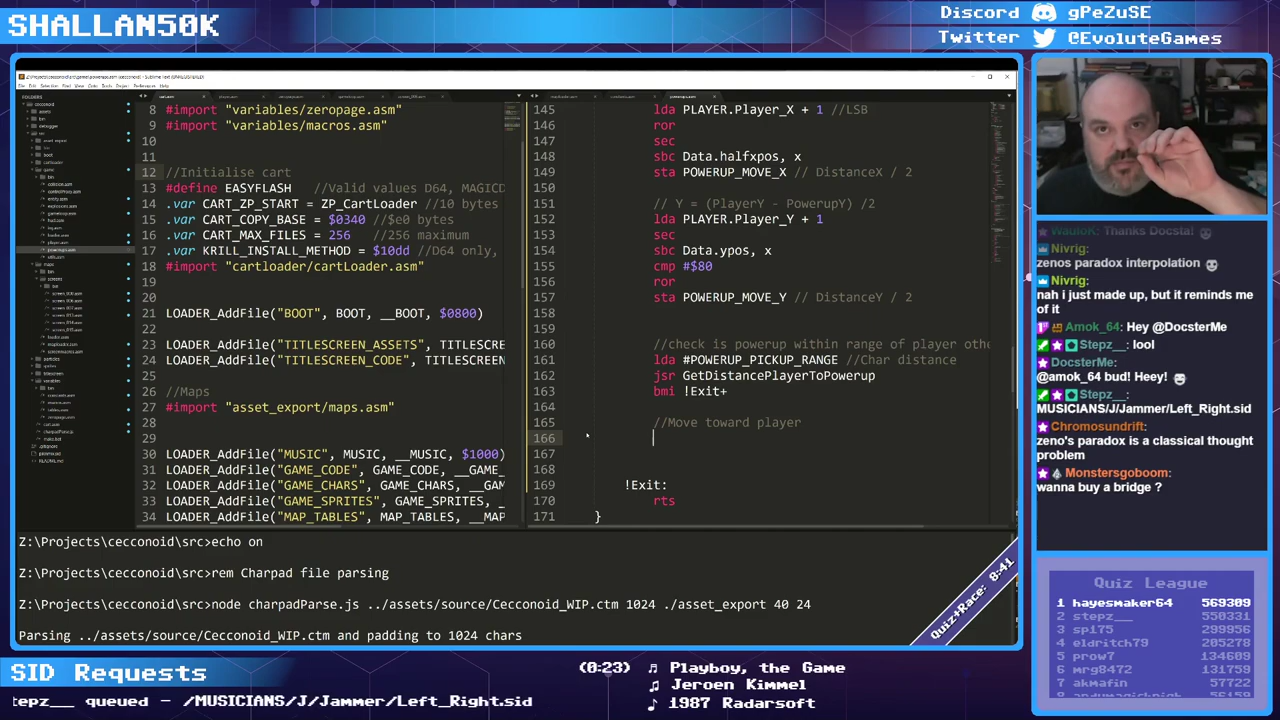 SHALLAN50K
Discord gPeZuSE
Twitter @EvoluteGames
8 #import "variables/zeropage.asm"
9 #import "variables/macros.asm"
10
11
12 //Initialise cart
13 #define EASYFLASH //Valid values D64, MAGICD
14 .var CART_ZP_START = ZP_CartLoader //10 bytes
15 .var CART_COPY_BASE = $0340 //$e0 bytes
16 .var CART_MAX_FILES = 256 //256 maximum
17 .var KRILL_INSTALL_METHOD = $10dd //D64 only,
18 #import "cartloader/cartLoader.asm"
19
20
21 LOADER_AddFile("BOOT", BOOT, __BOOT, $0800)
22
23 LOADER_AddFile("TITLESCREEN_ASSETS", TITLESCRE
24 LOADER_AddFile("TITLESCREEN_CODE", TITLESCREEN
25
26 //Maps
27 #import "asset_export/maps.asm"
28
29
30 LOADER_AddFile("MUSIC", MUSIC, __MUSIC, $1000)
31 LOADER_AddFile("GAME_CODE", GAME_CODE, __GAME_
32 LOADER_AddFile("GAME_CHARS", GAME_CHARS, __GAM
33 LOADER_AddFile("GAME_SPRITES", GAME_SPRITES, _
34 LOADER_AddFile("MAP_TABLES", MAP_TABLES, __MAP
145 lda PLAYER.Player_X + 1 //LSB
146 ror
147 sec
148 sbc Data.halfxpos, x
149 sta POWERUP_MOVE_X // DistanceX / 2
150
151 // Y = (PlayerY - PowerupY) /2
152 lda PLAYER.Player_Y + 1
153 sec
154 sbc Data.ypos, x
155 cmp #$80
156 ror
157 sta POWERUP_MOVE_Y // DistanceY / 2
158
159
160 //check is powerup within range of player othe
161 lda #POWERUP_PICKUP_RANGE //Char distance
162 jsr GetDistancePlayerToPowerup
163 bmi !Exit+
164
165 //Move toward player
166
167
168
169 !Exit:
170 rts
171 }
Z:\Projects\cecconoid\src>echo on
Z:\Projects\cecconoid\src>rem Charpad file parsing
Z:\Projects\cecconoid\src>node charpadParse.js ../assets/source/Cecconoid_WIP.ctm 1024 ./asset_export 40 24
Parsing ../assets/source/Cecconoid_WIP.ctm and padding to 1024 chars
Quiz+Race: 8:41
WauloK: Thanks Docsta!
Nivrig:
zenos paradox interpolation
Nivrig:
nah i just made up, but it reminds me
of it
Amok_64: Hey @DocsterMe
Stepz__: lool
DocsterMe:
@amok_64 bud! Heey!
Stepz__:
MUSICIANS/J/Jammer/Left_Right.sid
Chromosundrift:
zeno's paradox is a classical thought
problem
Monstersgoboom:
wanna buy a bridge ?
Quiz League
1 hayesmaker64 569309
2 stepz__ 550331
3 sp175 299956
4 eldritch79 205278
5 prow7 134609
6 mrg8472 131759
7 akmafin 57722
SID Requests
tepz__ queued - /MUSICIANS/J/Jammer/Left_Right.sid
(0:23) Playboy, the Game
Jeroen Kimmel
1987 Radarsoft